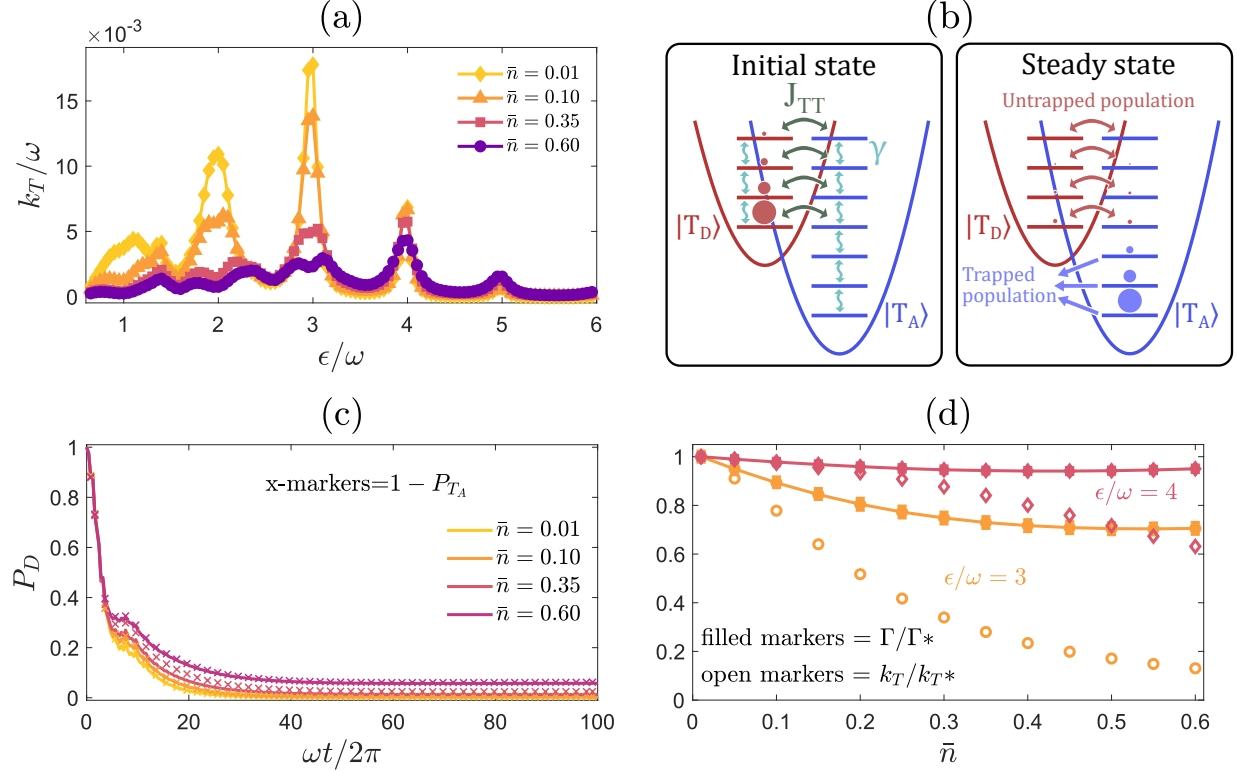 (a)
×10⁻³
15
10
5
0
k_T/ω
1 2 3 4 5 6
ϵ/ω
n̄ = 0.01
n̄ = 0.10
n̄ = 0.35
n̄ = 0.60
(b)
Initial state
J_TT
γ
|T_D⟩
|T_A⟩
Steady state
Untrapped population
|T_D⟩
Trapped
population
|T_A⟩
(c)
1
0.8
0.6
0.4
0.2
0
P_D
0 20 40 60 80 100
ωt/2π
x-markers=1 − P_{T_A}
n̄ = 0.01
n̄ = 0.10
n̄ = 0.35
n̄ = 0.60
(d)
1
0.8
0.6
0.4
0.2
0
0 0.1 0.2 0.3 0.4 0.5 0.6
n̄
ϵ/ω = 4
ϵ/ω = 3
filled markers = Γ/Γ*
open markers = k_T/k_T*